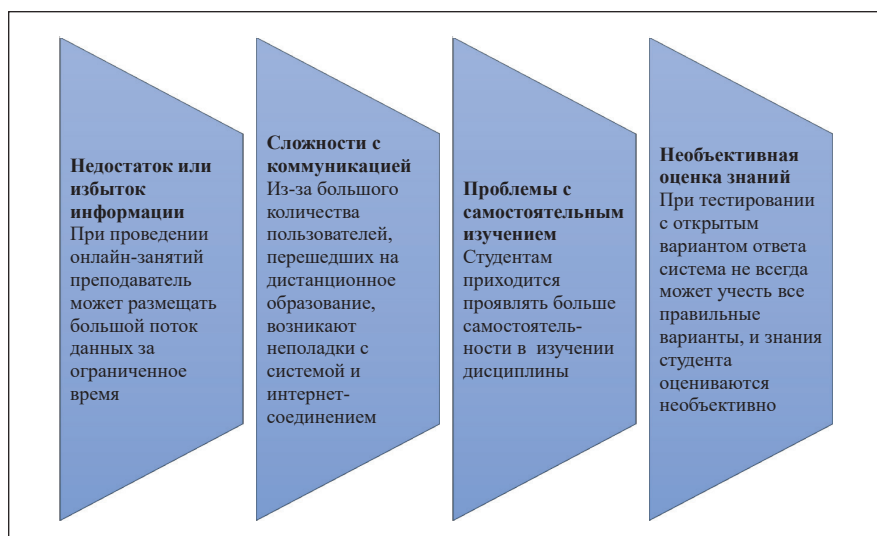 Недостаток или
избыток
информации
При проведении
онлайн-занятий
преподаватель
может размещать
большой поток
данных за
ограниченное
время
Сложности с
коммуникацией
Из-за большого
количества
пользователей,
перешедших на
дистанционное
образование,
возникают
неполадки с
системой и
интернет-
соединением
Проблемы с
самостоятельным
изучением
Студентам
приходится
проявлять больше
самостоятель-
ности в изучении
дисциплины
Необъективная
оценка знаний
При тестировании
с открытым
вариантом ответа
система не всегда
может учесть все
правильные
варианты, и знания
студента
оцениваются
необъективно